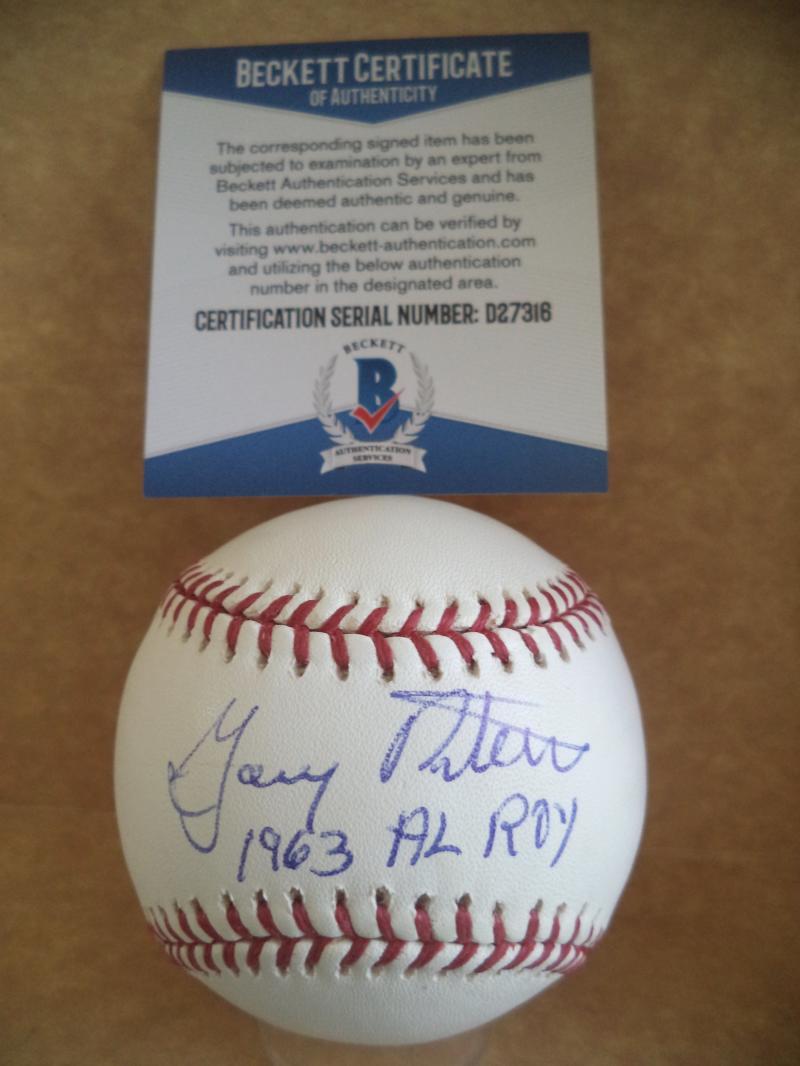 BECKETT CERTIFICATE
OF AUTHENTICITY
The corresponding signed item has been
subjected to examination by an expert from
Beckett Authentication Services and has
been deemed authentic and genuine.
This authentication can be verified by
visiting www.beckett-authentication.com
and utilizing the below authentication
number in the designated area.
CERTIFICATION SERIAL NUMBER: D27316
BECKETT
B
AUTHENTICATION
SERVICES
Gary Peters
1963 AL ROY